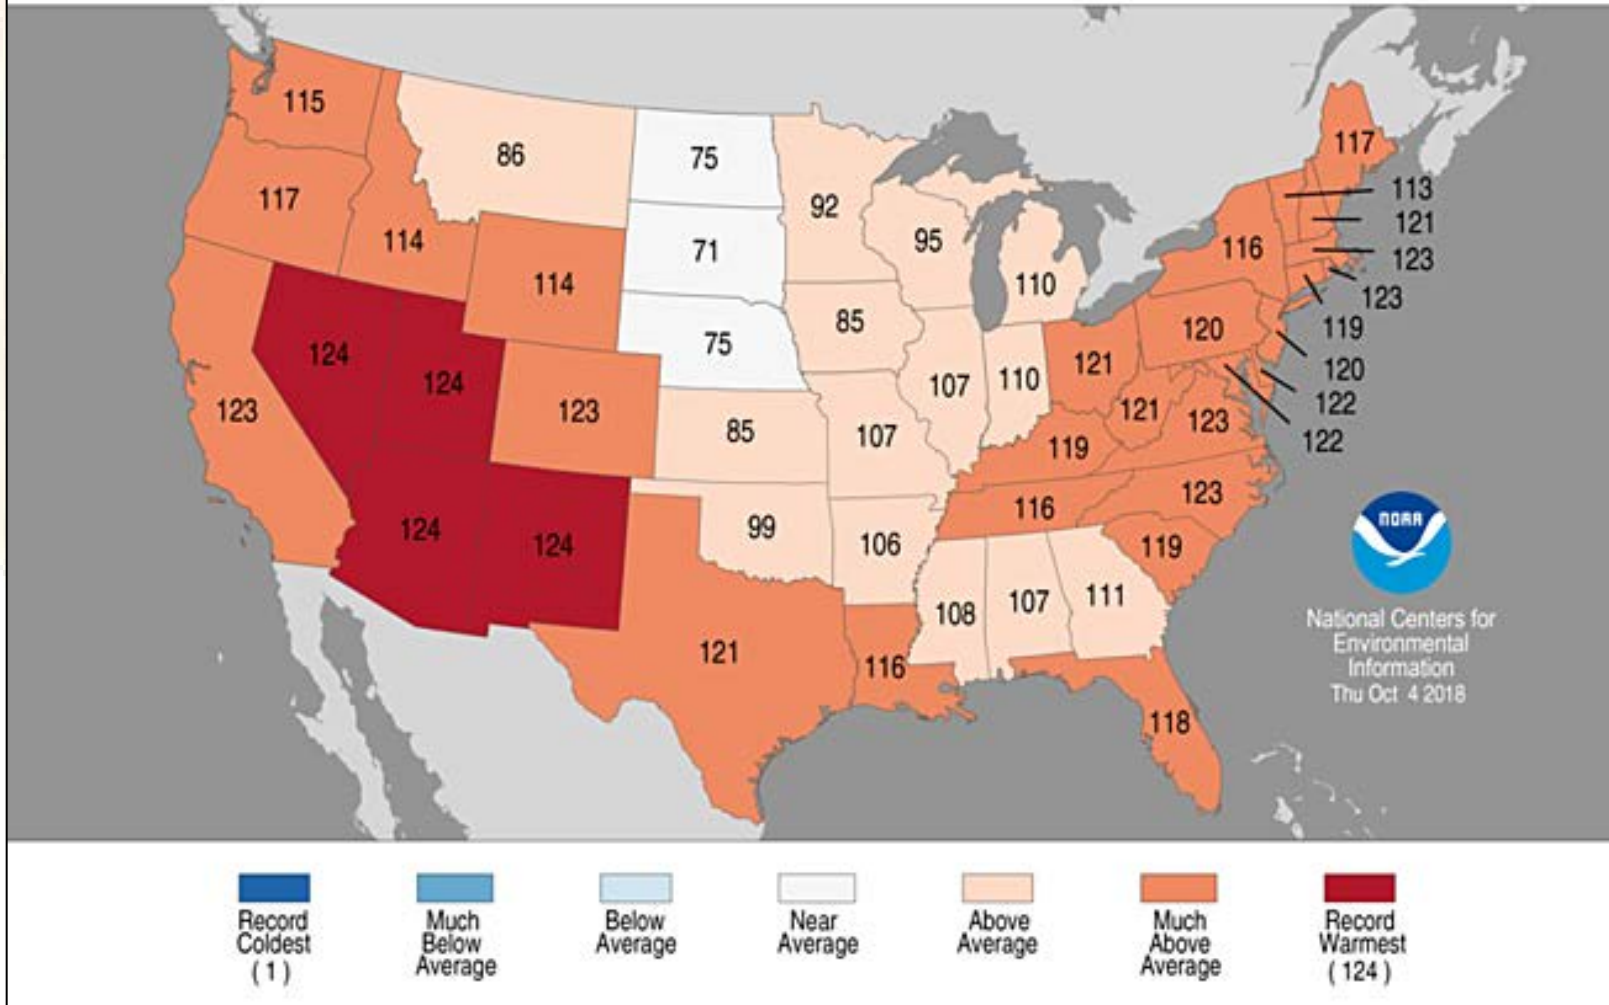 115
86
75
117
92
113
117
114
71
95
116
121
114
110
123
123
85
119
124
75
120
120
124
107
110
121
122
123
123
85
107
121
123
122
119
124
124
99
106
116
123
119
NOAA
108
107
111
National Centers for
Environmental
Information
Thu Oct 4 2018
121
116
118
Record
Coldest
( 1 )
Much
Below
Average
Below
Average
Near
Average
Above
Average
Much
Above
Average
Record
Warmest
( 124 )